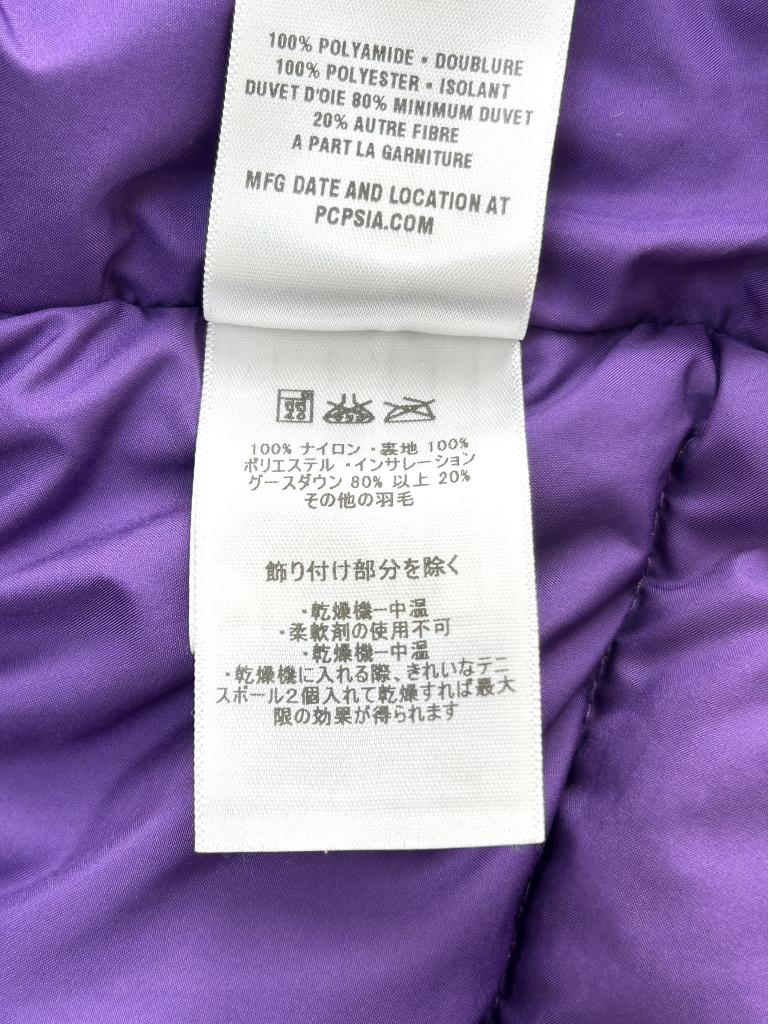 100% POLYAMIDE • DOUBLURE
100% POLYESTER • ISOLANT
DUVET D'OIE 80% MINIMUM DUVET
20% AUTRE FIBRE
A PART LA GARNITURE
MFG DATE AND LOCATION AT
PCPSIA.COM
100% ナイロン ・裏地 100%
ポリエステル ・インサレーション
グースダウン 80% 以上 20%
その他の羽毛
飾り付け部分を除く
・乾燥機ー中温
・柔軟剤の使用不可
・乾燥機ー中温
・乾燥機に入れる際、きれいなテニ
スボール2個入れて乾燥すれば最大
限の効果が得られます